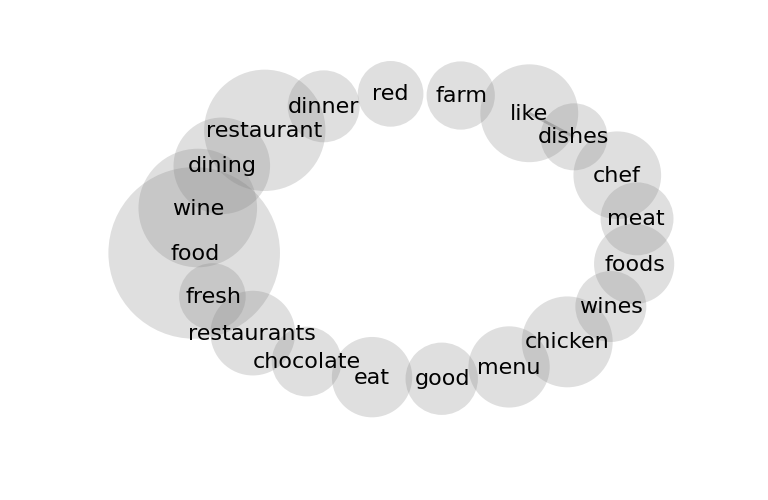 red
farm
dinner
like
restaurant
dishes
dining
chef
wine
meat
food
foods
fresh
wines
restaurants
chicken
chocolate
menu
eat
good